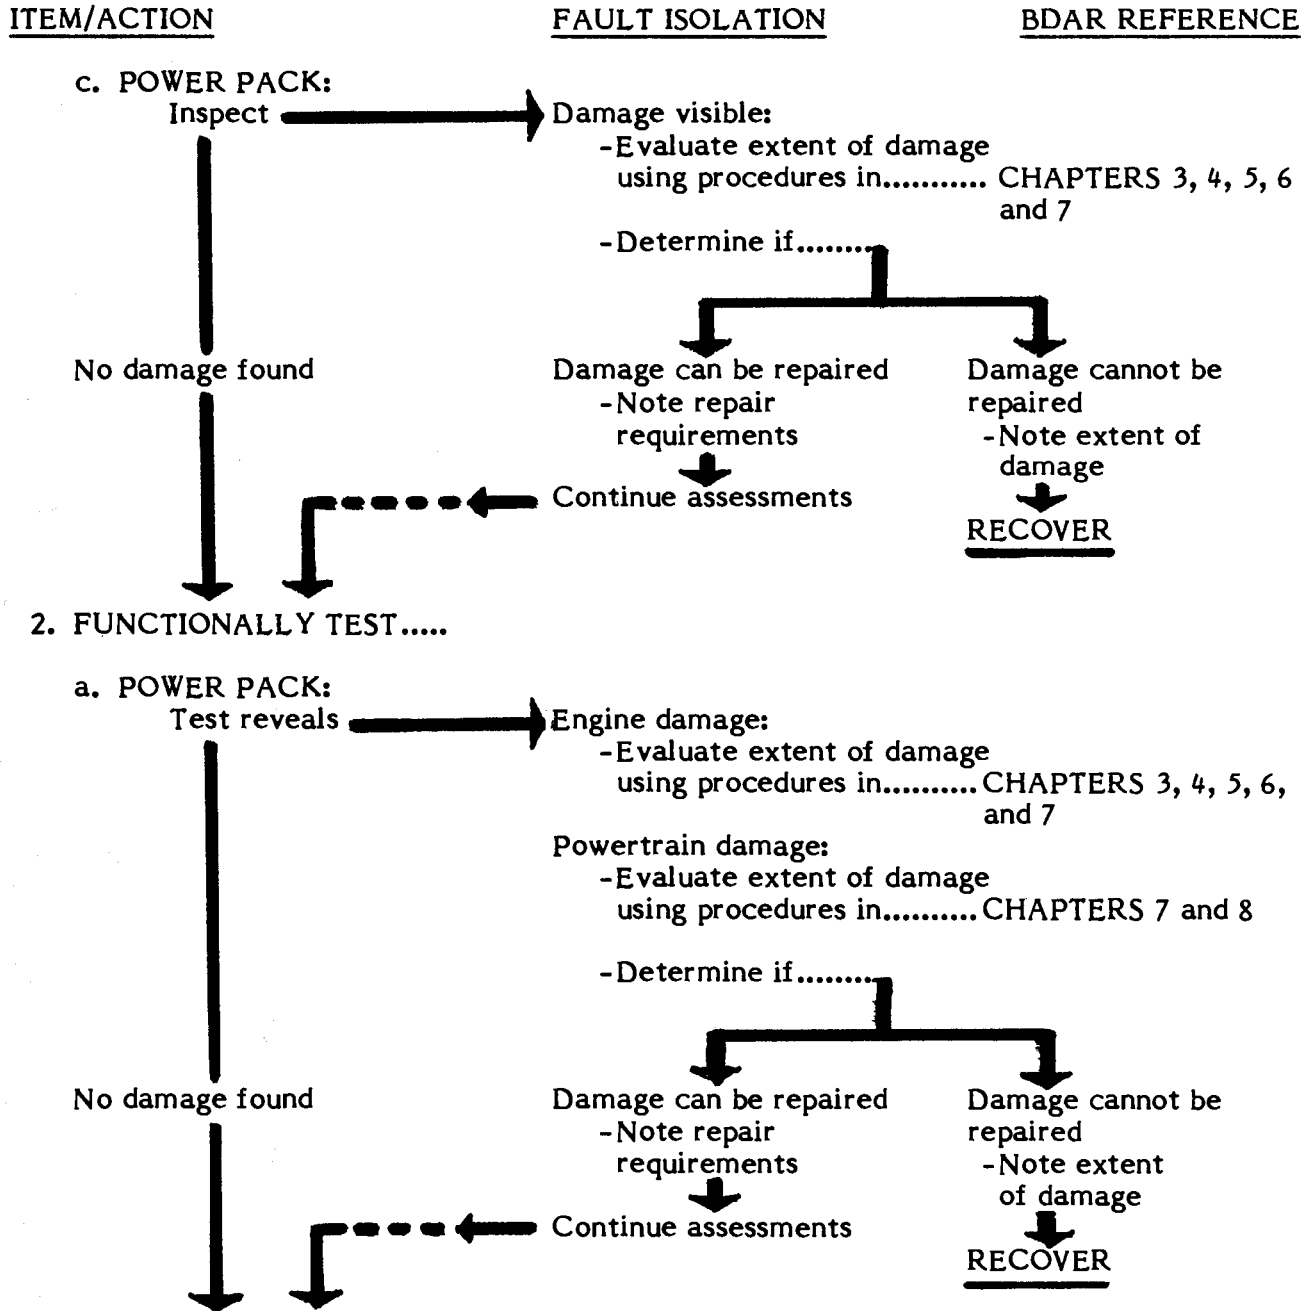 ITEM/ACTION FAULT ISOLATION BDAR REFERENCE
c. POWER PACK:
Inspect Damage visible:
-Evaluate extent of damage
using procedures in........... CHAPTERS 3, 4, 5, 6
and 7
-Determine if.........
No damage found Damage can be repaired Damage cannot be
-Note repair repaired
requirements -Note extent of
damage
Continue assessments
RECOVER
2. FUNCTIONALLY TEST.....
a. POWER PACK:
Test reveals Engine damage:
-Evaluate extent of damage
using procedures in.......... CHAPTERS 3, 4, 5, 6,
and 7
Powertrain damage:
-Evaluate extent of damage
using procedures in.......... CHAPTERS 7 and 8
-Determine if.........
No damage found Damage can be repaired Damage cannot be
-Note repair repaired
requirements -Note extent
of damage
Continue assessments
RECOVER